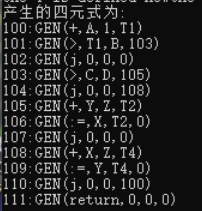 产生的四元式为:
100:GEN(+,A,1,T1)
101:GEN(>,T1,B,103)
102:GEN(j,0,0,0)
103:GEN(>,C,D,105)
104:GEN(j,0,0,108)
105:GEN(+,Y,Z,T2)
106:GEN(:=,X,T2,0)
107:GEN(j,0,0,0)
108:GEN(+,X,Z,T4)
109:GEN(:=,Y,T4,0)
110:GEN(j,0,0,100)
111:GEN(return,0,0,0)